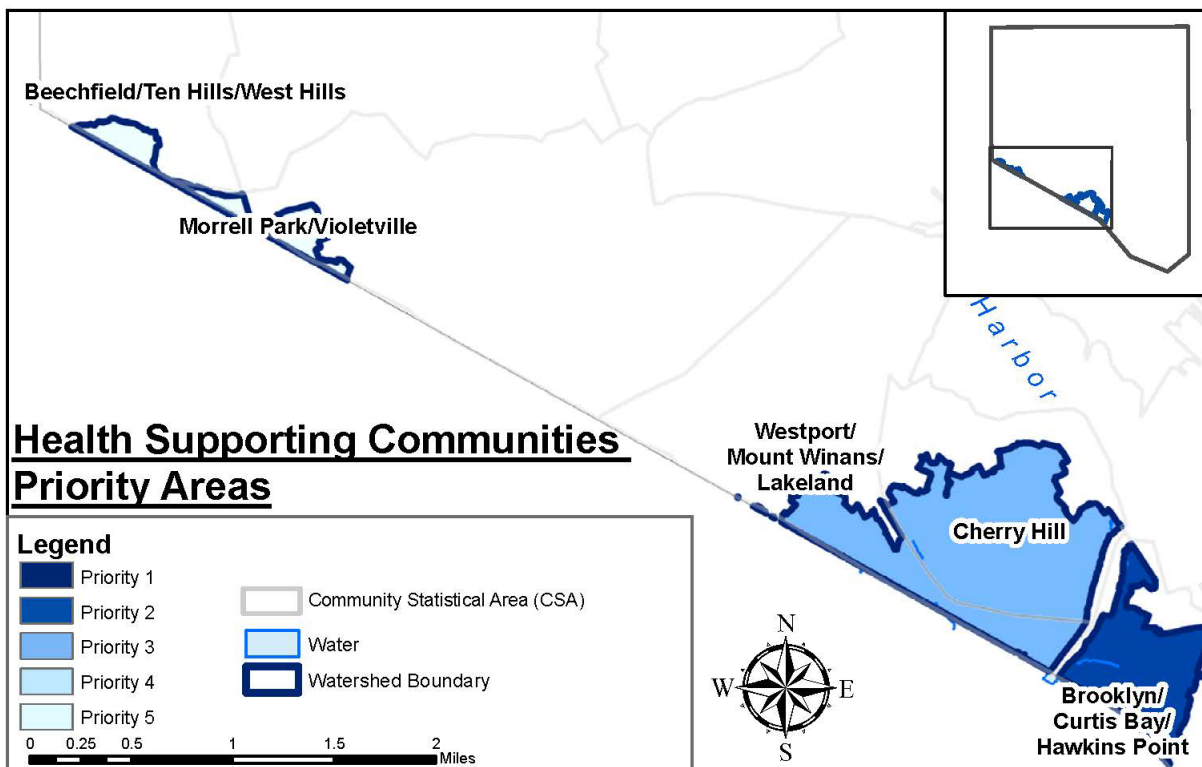 Beechfield/Ten Hills/West Hills
Morrell Park/Violetville
Harbor
Health Supporting Communities
Priority Areas
Westport/
Mount Winans/
Lakeland
Cherry Hill
Brooklyn/
Curtis Bay/
Hawkins Point
Legend
Priority 1
Priority 2
Priority 3
Priority 4
Priority 5
Community Statistical Area (CSA)
Water
Watershed Boundary
0 0.25 0.5 1 1.5 2
Miles
N
W E
S